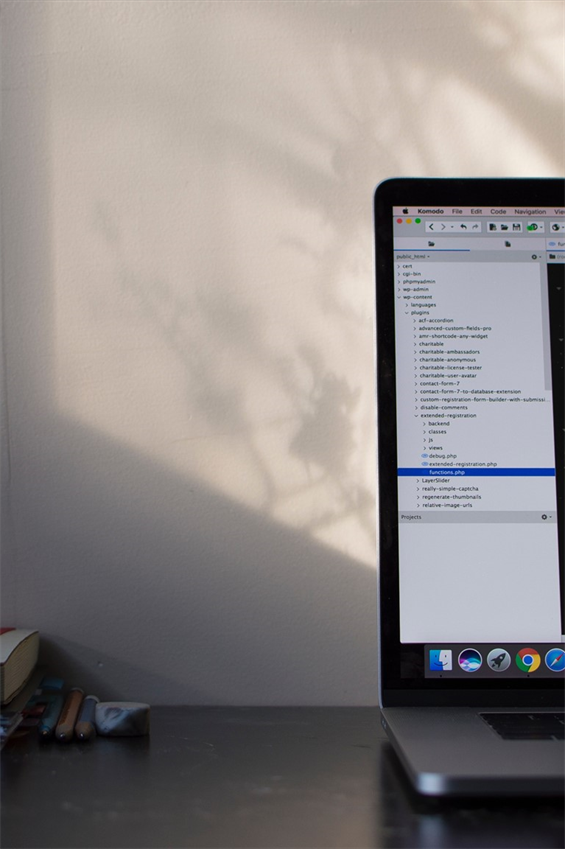 Komodo File Edit Code Navigation
public_html
cert
cgi-bin
phpmyadmin
wp-admin
wp-content
languages
plugins
acf-accordion
advanced-custom-fields-pro
amr-shortcode-any-widget
charitable
charitable-ambassadors
charitable-anonymous
charitable-license-tester
charitable-user-avatar
contact-form-7
contact-form-7-to-database-extension
custom-registration-form-builder-with-submissi...
disable-comments
extended-registration
backend
classes
js
views
debug.php
extended-registration.php
functions.php
LayerSlider
really-simple-captcha
regenerate-thumbnails
relative-image-urls
Projects